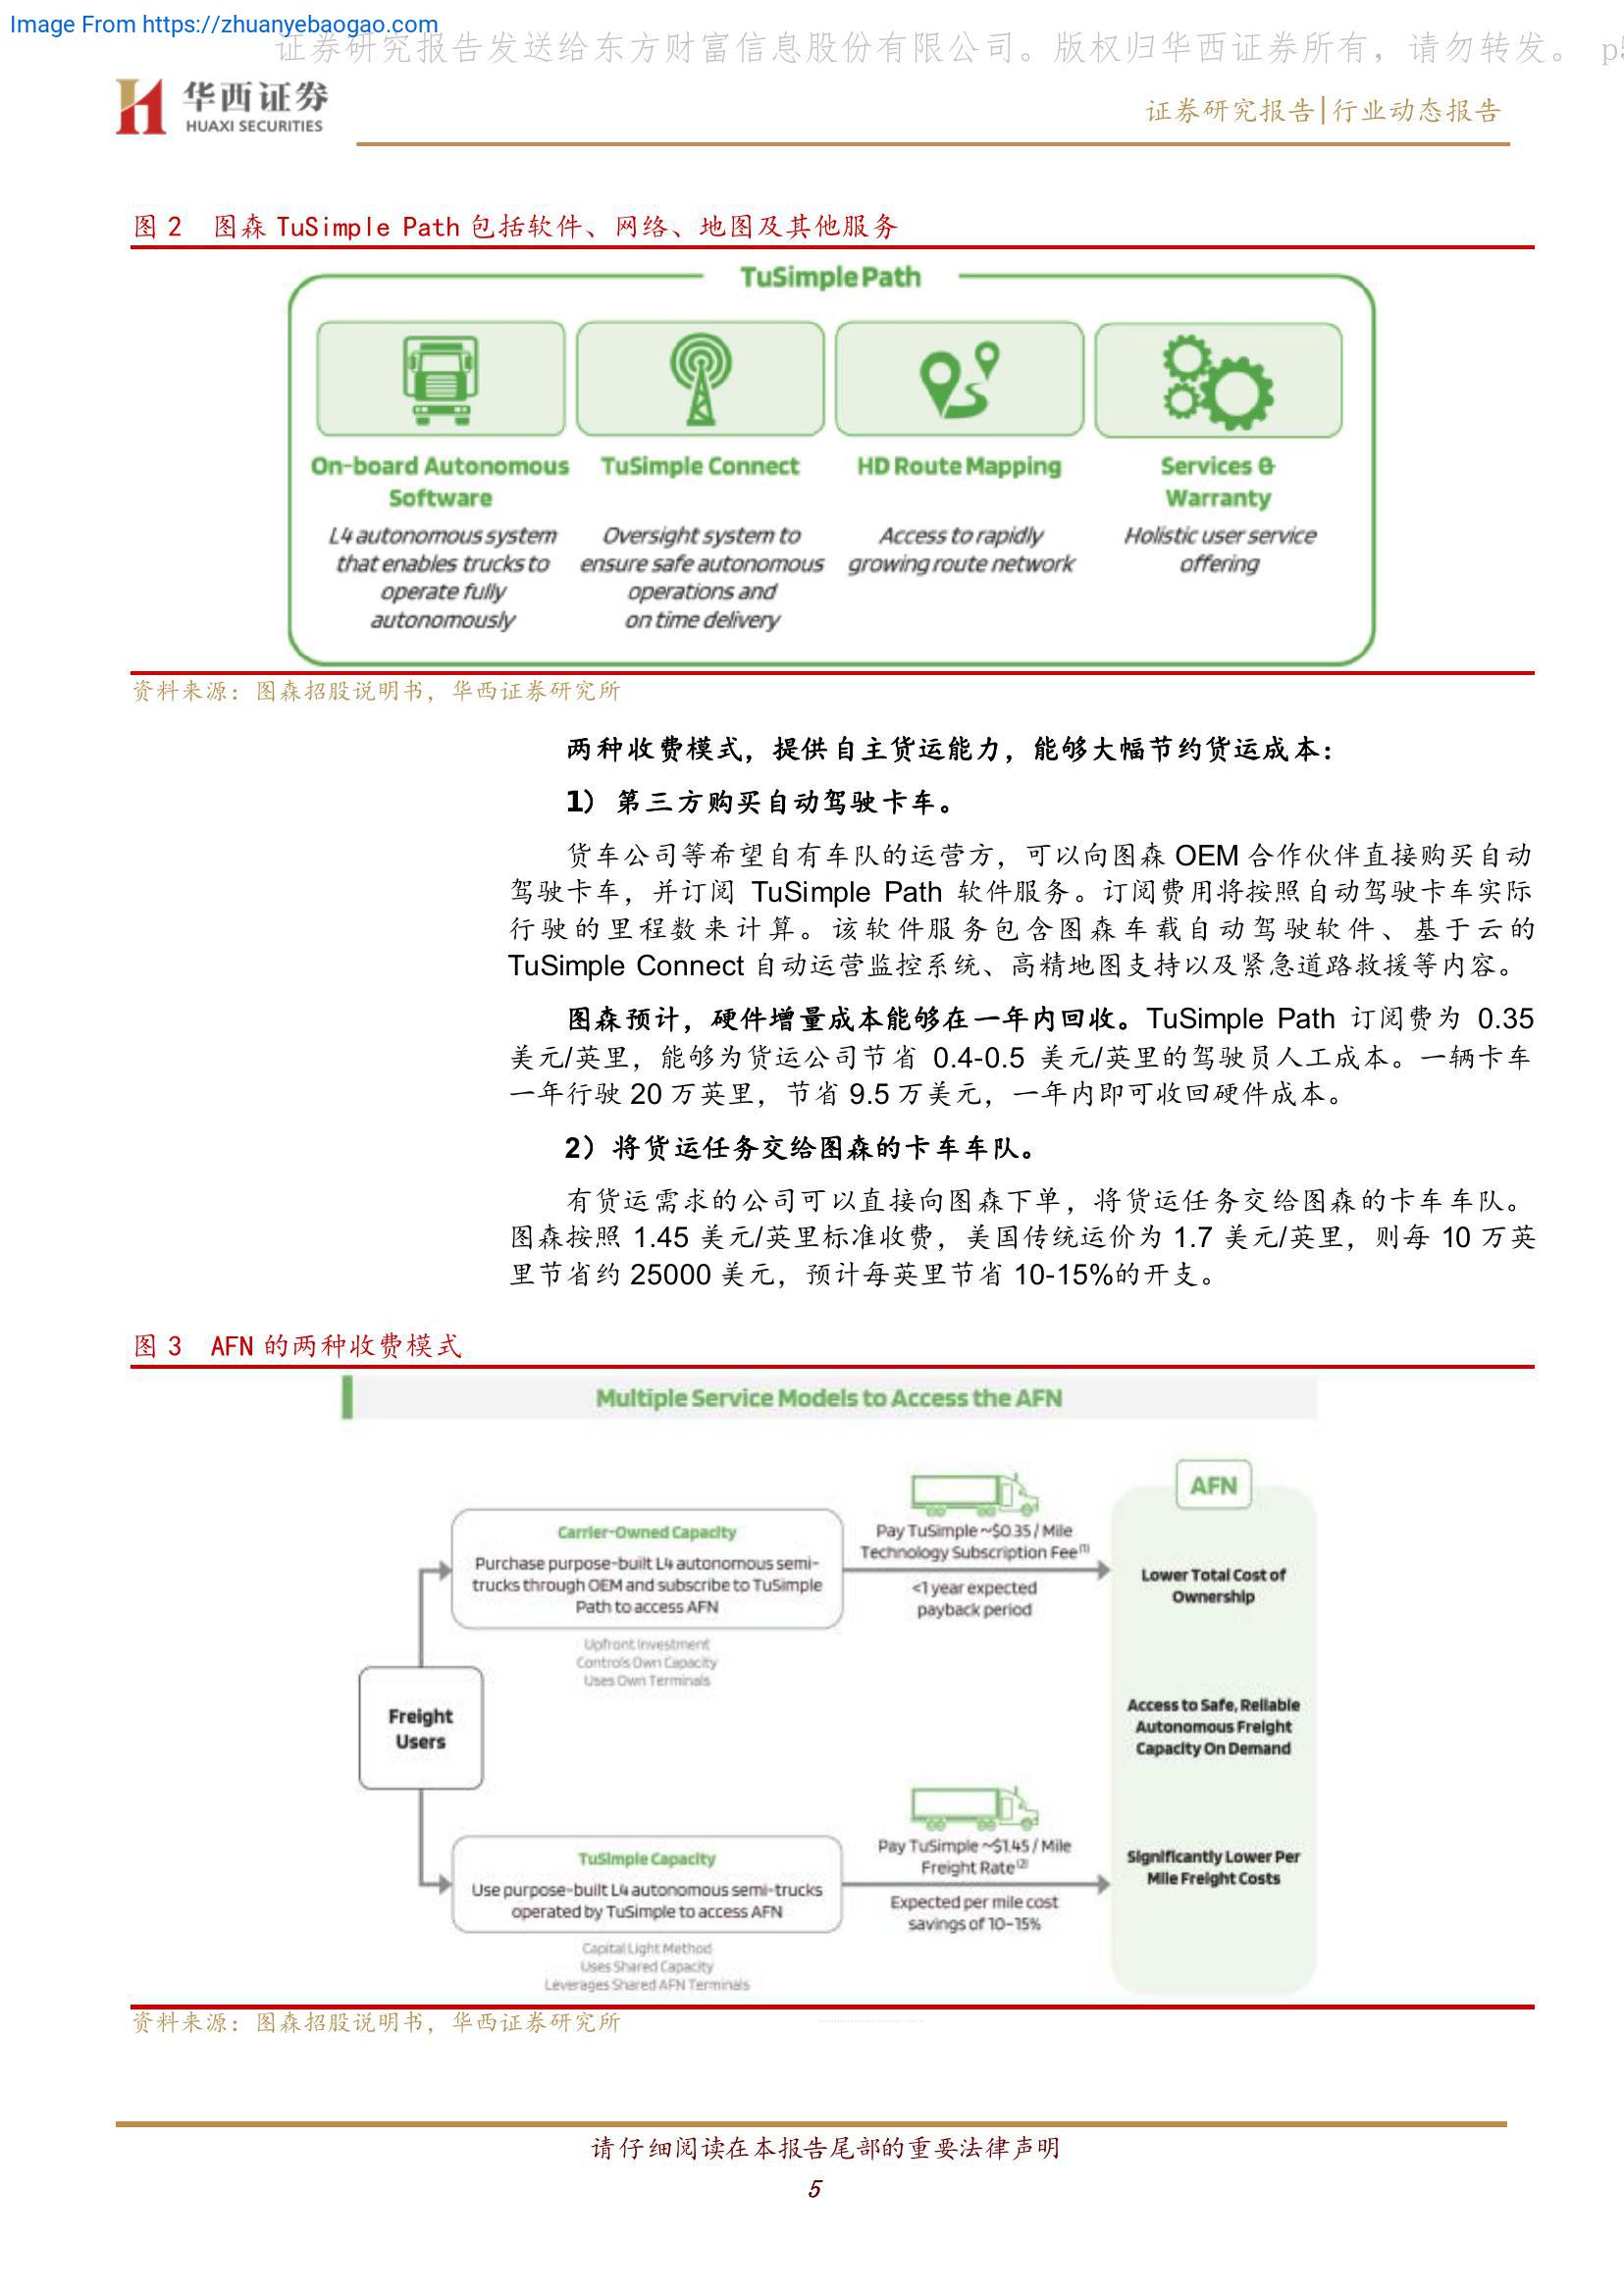 Image From https://zhuanyebaogao.com
证券研究报告发送给东方财富信息股份有限公司。版权归华西证券所有，请勿转发。 p5
华西证券
HUAXI SECURITIES
证券研究报告|行业动态报告
图 2 图森 TuSimple Path 包括软件、网络、地图及其他服务
TuSimple Path
On-board Autonomous
Software
L4 autonomous system
that enables trucks to
operate fully
autonomously
TuSimple Connect
Oversight system to
ensure safe autonomous
operations and
on time delivery
HD Route Mapping
Access to rapidly
growing route network
Services &
Warranty
Holistic user service
offering
资料来源：图森招股说明书，华西证券研究所
两种收费模式，提供自主货运能力，能够大幅节约货运成本：
1）第三方购买自动驾驶卡车。
货车公司等希望自有车队的运营方，可以向图森 OEM 合作伙伴直接购买自动
驾驶卡车，并订阅 TuSimple Path 软件服务。订阅费用将按照自动驾驶卡车实际
行驶的里程数来计算。该软件服务包含图森车载自动驾驶软件、基于云的
TuSimple Connect 自动运营监控系统、高精地图支持以及紧急道路救援等内容。
图森预计，硬件增量成本能够在一年内回收。TuSimple Path 订阅费为 0.35
美元/英里，能够为货运公司节省 0.4-0.5 美元/英里的驾驶员人工成本。一辆卡车
一年行驶 20 万英里，节省 9.5 万美元，一年内即可收回硬件成本。
2）将货运任务交给图森的卡车车队。
有货运需求的公司可以直接向图森下单，将货运任务交给图森的卡车车队。
图森按照 1.45 美元/英里标准收费，美国传统运价为 1.7 美元/英里，则每 10 万英
里节省约 25000 美元，预计每英里节省 10-15%的开支。
图 3 AFN 的两种收费模式
Multiple Service Models to Access the AFN
Freight
Users
Carrier-Owned Capacity
Purchase purpose-built L4 autonomous semi-
trucks through OEM and subscribe to TuSimple
Path to access AFN
Upfront Investment
Controls Own Capacity
Uses Own Terminals
Pay TuSimple ~$0.35 / Mile
Technology Subscription Fee(1)
<1 year expected
payback period
TuSimple Capacity
Use purpose-built L4 autonomous semi-trucks
operated by TuSimple to access AFN
Capital Light Method
Uses Shared Capacity
Leverages Shared AFN Terminals
Pay TuSimple ~$1.45 / Mile
Freight Rate(2)
Expected per mile cost
savings of 10-15%
AFN
Lower Total Cost of
Ownership
Access to Safe, Reliable
Autonomous Freight
Capacity On Demand
Significantly Lower Per
Mile Freight Costs
资料来源：图森招股说明书，华西证券研究所
请仔细阅读在本报告尾部的重要法律声明
5